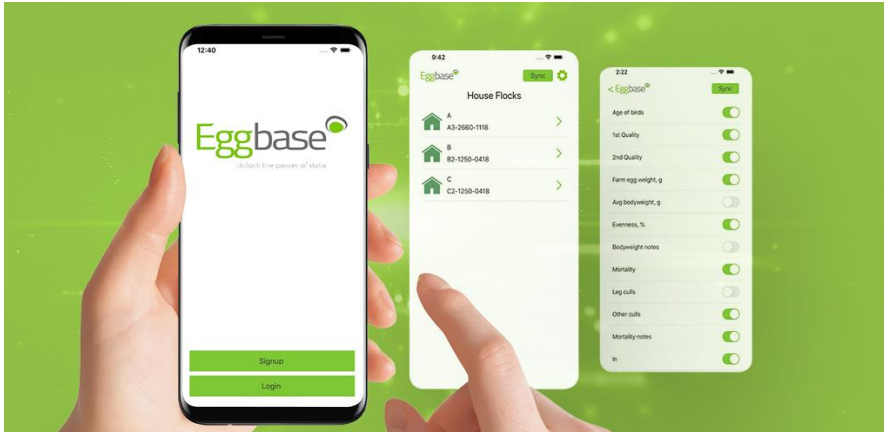 12:40
Eggbase
Unlock the power of data
Signup
Login
9:42
Eggbase
Sync
House Flocks
A
A3-2660-1118
B
B2-1250-0418
C
C2-1250-0418
2:22
< Eggbase
Sync
Age of birds
1st Quality
2nd Quality
Farm egg weight, g
Avg bodyweight, g
Evenness, %
Bodyweight notes
Mortality
Leg culls
Other culls
Mortality notes
In